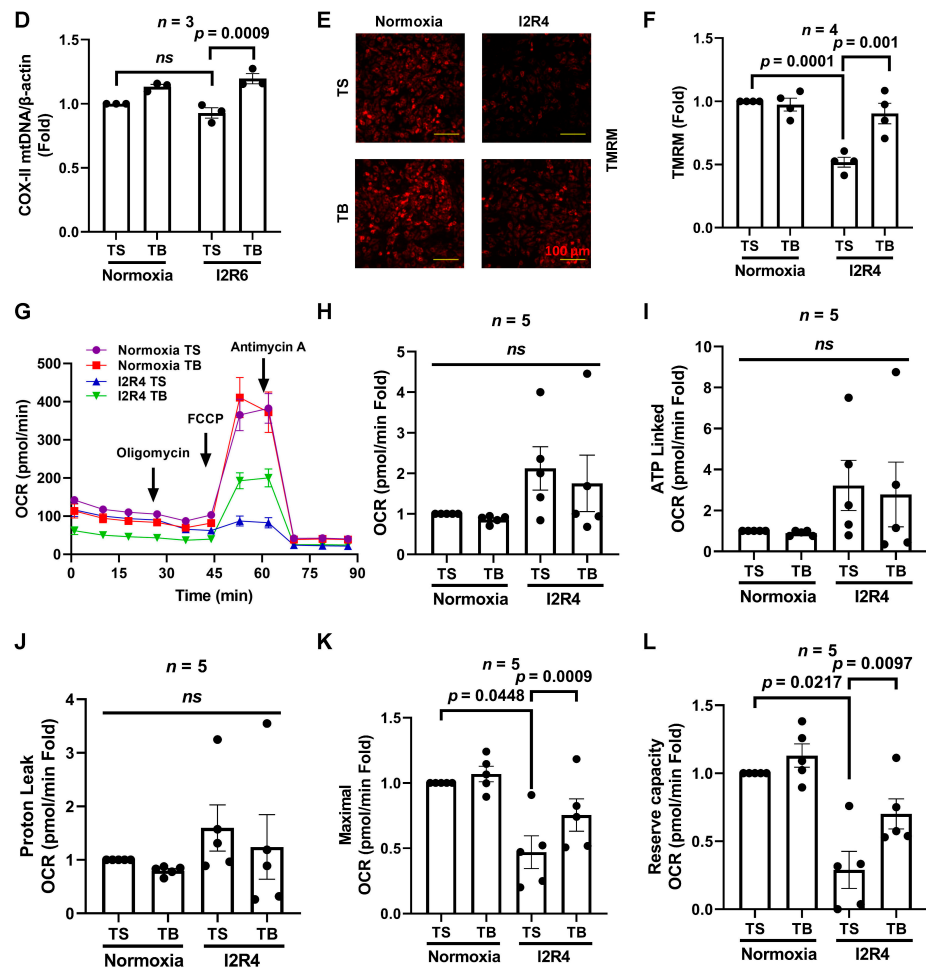 D
n = 3
p = 0.0009
ns
COX-II mtDNA/β-actin
(Fold)
1.5
1.0
0.5
0.0
TS TB TS TB
Normoxia I2R6
E
Normoxia I2R4
TS
TB
TMRM
100 µm
F
n = 4
p = 0.001
p = 0.0001
TMRM (Fold)
1.5
1.0
0.5
0.0
TS TB TS TB
Normoxia I2R4
G
Normoxia TS
Normoxia TB
I2R4 TS
I2R4 TB
Antimycin A
FCCP
Oligomycin
OCR (pmol/min)
500
400
300
200
100
0
0 15 30 45 60 75 90
Time (min)
H
n = 5
ns
OCR (pmol/min Fold)
5
4
3
2
1
0
TS TB TS TB
Normoxia I2R4
I
n = 5
ns
ATP Linked
OCR (pmol/min Fold)
10
8
6
4
2
0
TS TB TS TB
Normoxia I2R4
J
n = 5
ns
Proton Leak
OCR (pmol/min Fold)
4
3
2
1
0
TS TB TS TB
Normoxia I2R4
K
n = 5
p = 0.0009
p = 0.0448
Maximal
OCR (pmol/min Fold)
1.5
1.0
0.5
0.0
TS TB TS TB
Normoxia I2R4
L
n = 5
p = 0.0097
p = 0.0217
Reserve capacity
OCR (pmol/min Fold)
1.5
1.0
0.5
0.0
TS TB TS TB
Normoxia I2R4